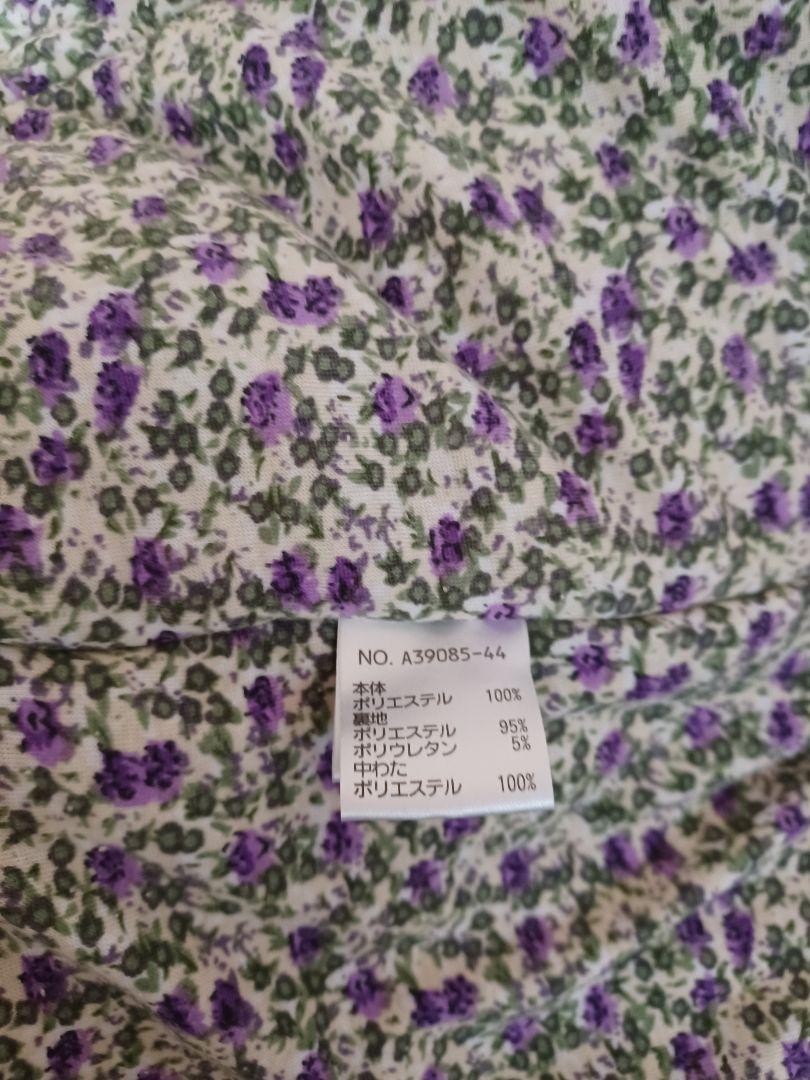 NO. A39085-44
本体
ポリエステル 100%
裏地
ポリエステル 95%
ポリウレタン 5%
中わた
ポリエステル 100%